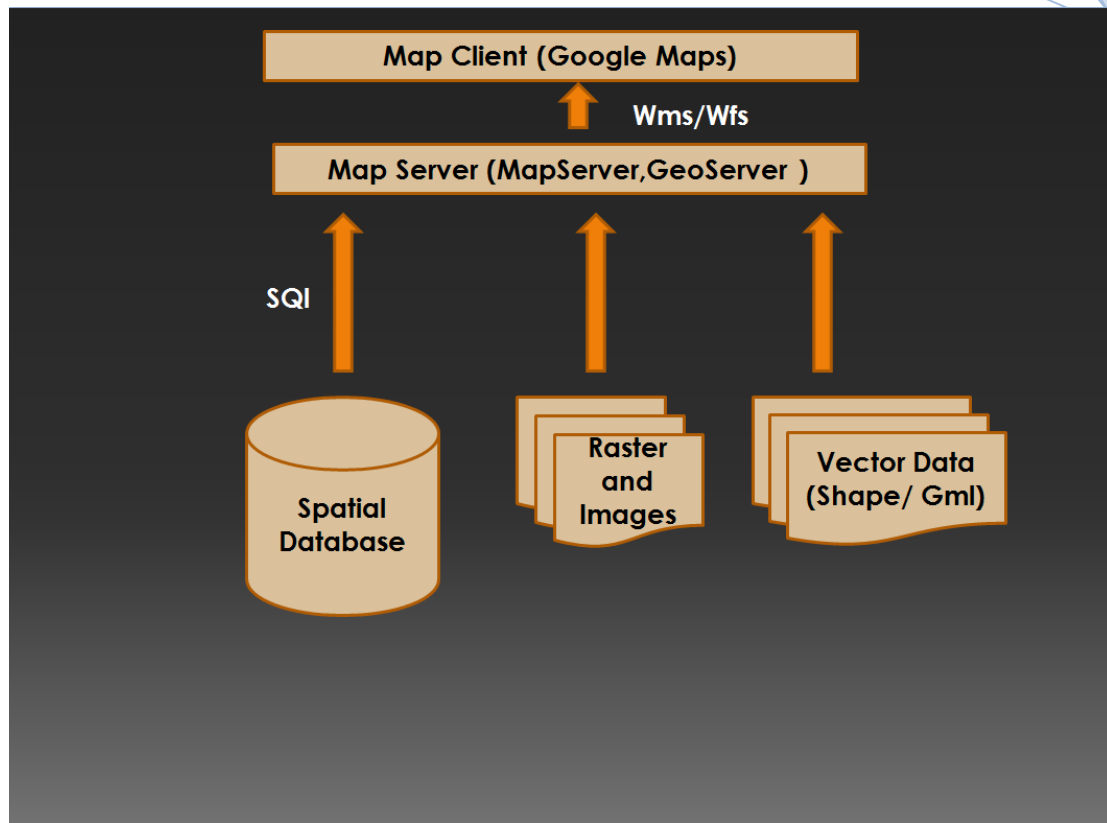 Map Client (Google Maps)
Wms/Wfs
Map Server (MapServer,GeoServer )
SQl
Spatial
Database
Raster
and
Images
Vector Data
(Shape/ Gml)